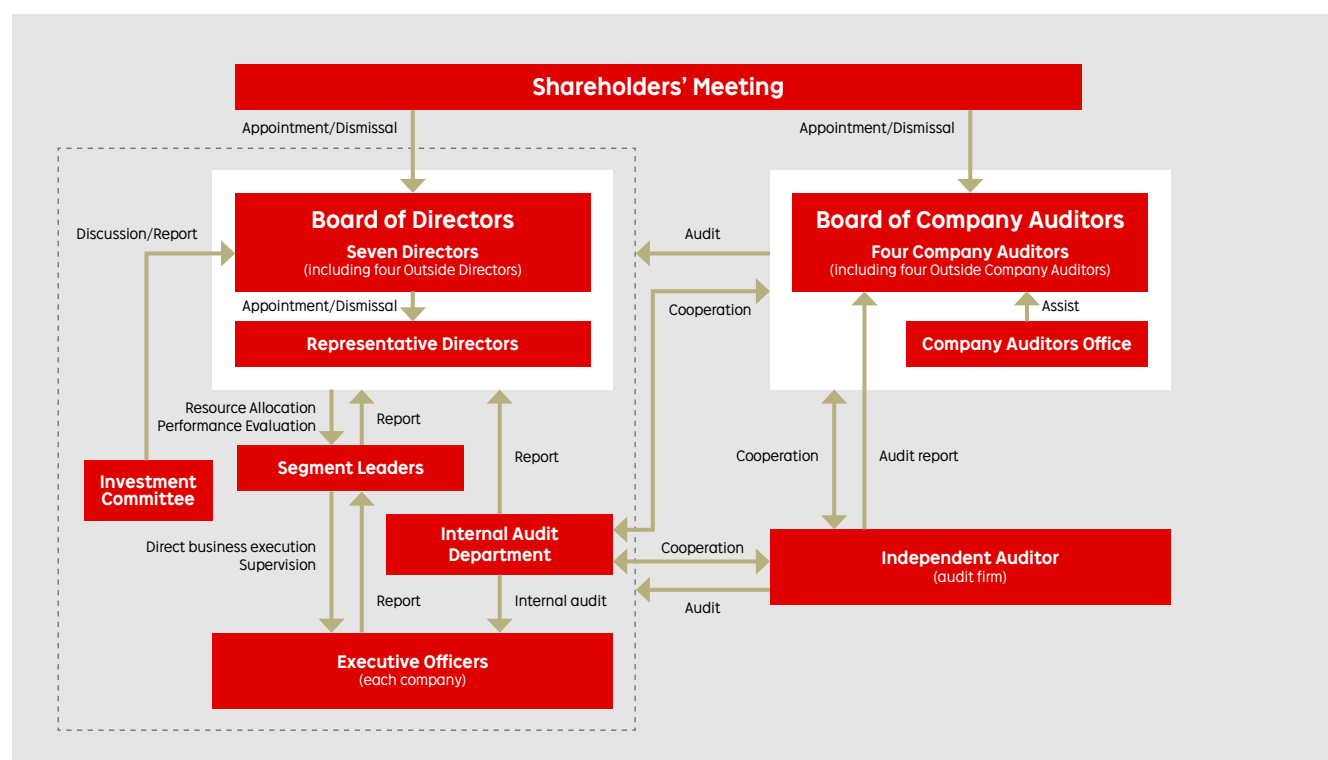 Shareholders’ Meeting
Appointment/Dismissal
Appointment/Dismissal
Board of Directors
Seven Directors
(including four Outside Directors)
Board of Company Auditors
Four Company Auditors
(including four Outside Company Auditors)
Discussion/Report
Audit
Appointment/Dismissal
Cooperation
Assist
Representative Directors
Company Auditors Office
Resource Allocation
Performance Evaluation
Report
Report
Cooperation
Audit report
Segment Leaders
Investment
Committee
Internal Audit
Department
Direct business execution
Supervision
Cooperation
Independent Auditor
(audit firm)
Report
Internal audit
Audit
Executive Officers
(each company)